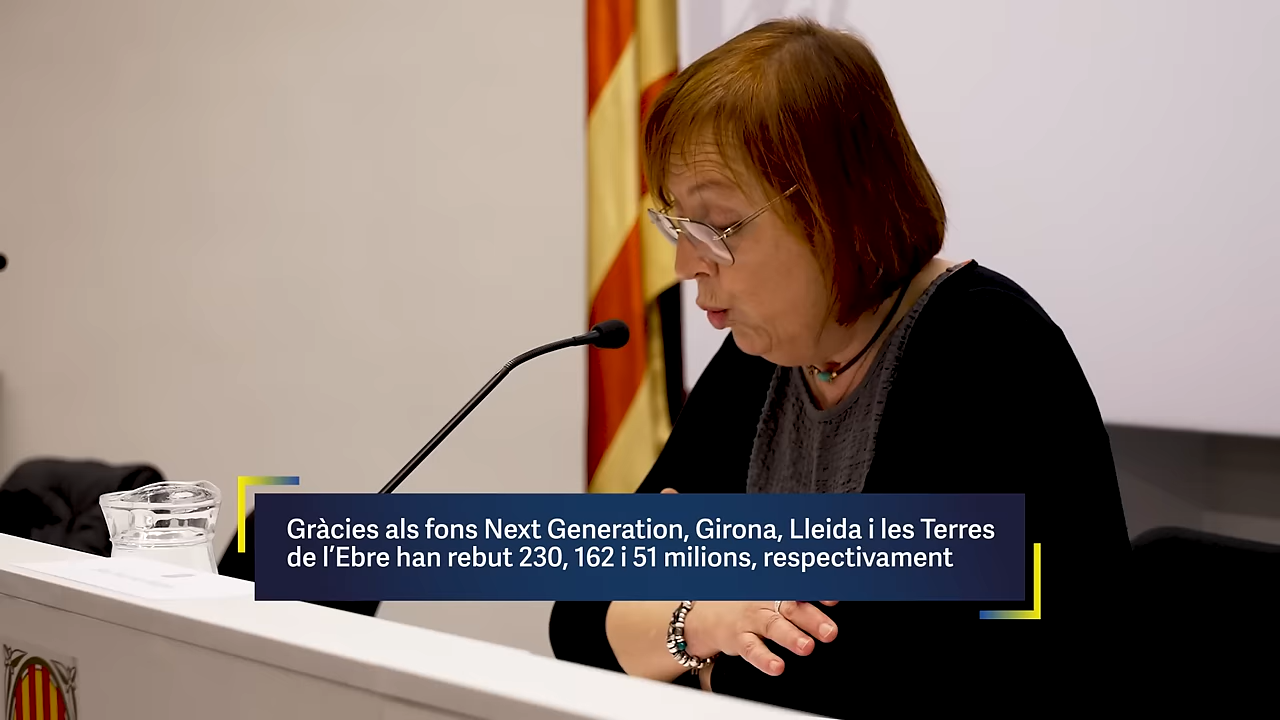 Gràcies als fons Next Generation, Girona, Lleida i les Terres
de l’Ebre han rebut 230, 162 i 51 milions, respectivament